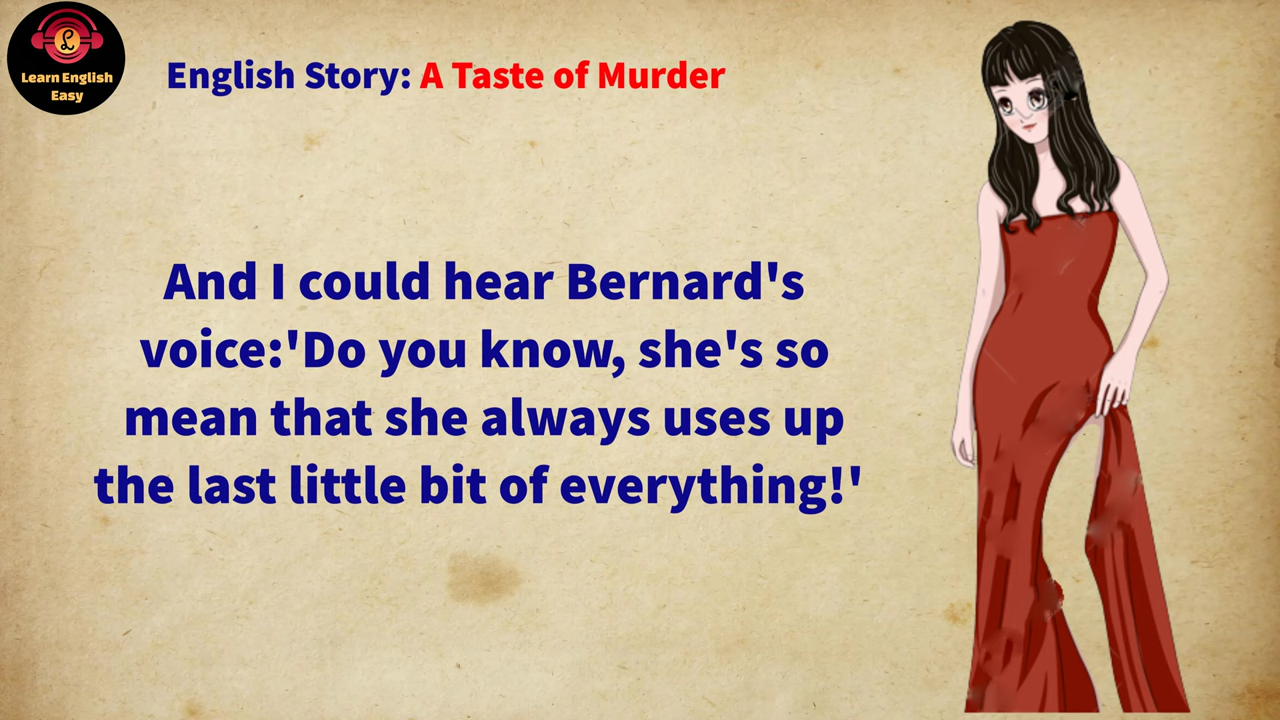 Learn English
Easy
English Story: A Taste of Murder
And I could hear Bernard's
voice:'Do you know, she's so
mean that she always uses up
the last little bit of everything!'